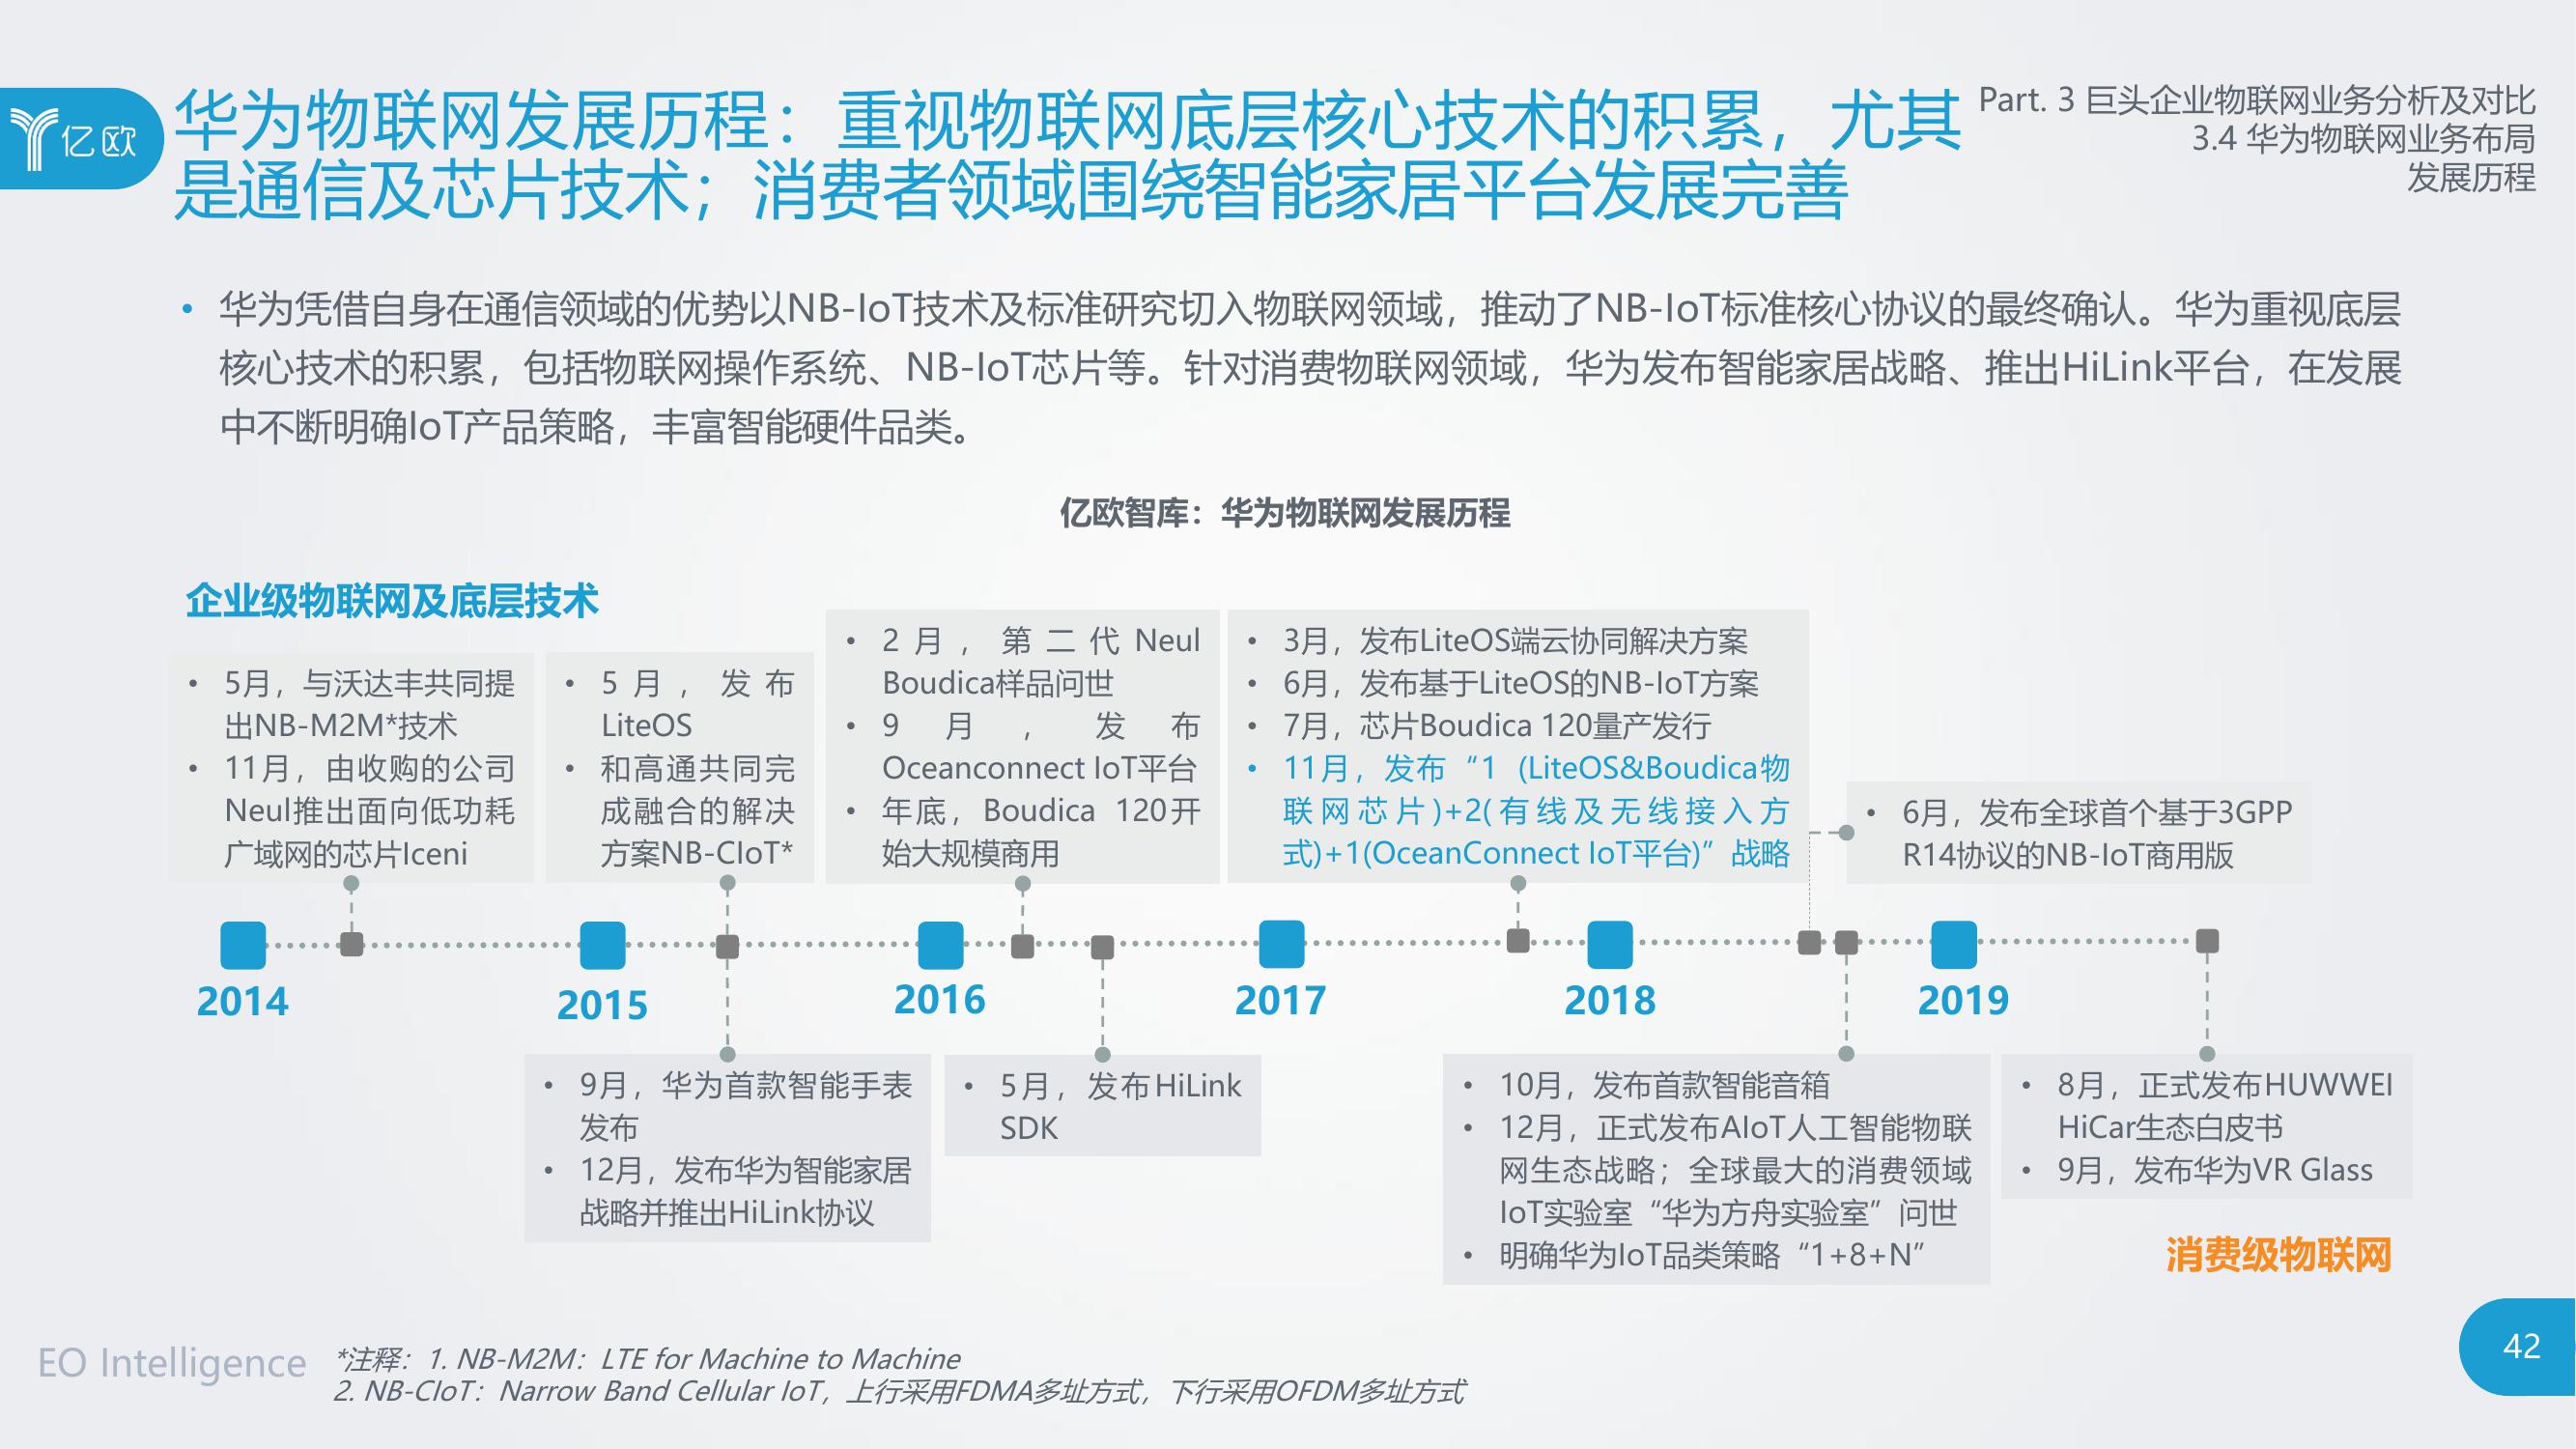 亿欧
华为物联网发展历程：重视物联网底层核心技术的积累，尤其
是通信及芯片技术；消费者领域围绕智能家居平台发展完善
Part. 3 巨头企业物联网业务分析及对比
3.4 华为物联网业务布局
发展历程
• 华为凭借自身在通信领域的优势以NB-IoT技术及标准研究切入物联网领域，推动了NB-IoT标准核心协议的最终确认。华为重视底层
核心技术的积累，包括物联网操作系统、NB-IoT芯片等。针对消费物联网领域，华为发布智能家居战略、推出HiLink平台，在发展
中不断明确IoT产品策略，丰富智能硬件品类。
亿欧智库：华为物联网发展历程
企业级物联网及底层技术
• 5月，与沃达丰共同提
出NB-M2M*技术
• 11月，由收购的公司
Neul推出面向低功耗
广域网的芯片Iceni
• 5月，发布
LiteOS
• 和高通共同完
成融合的解决
方案NB-CIoT*
• 2月，第二代Neul
Boudica样品问世
• 9月，发布
Oceanconnect IoT平台
• 年底，Boudica 120开
始大规模商用
• 3月，发布LiteOS端云协同解决方案
• 6月，发布基于LiteOS的NB-IoT方案
• 7月，芯片Boudica 120量产发行
• 11月，发布“1 (LiteOS&Boudica物
联网芯片)+2(有线及无线接入方
式)+1(OceanConnect IoT平台)”战略
• 6月，发布全球首个基于3GPP
R14协议的NB-IoT商用版
2014
2015
2016
2017
2018
2019
• 9月，华为首款智能手表
发布
• 12月，发布华为智能家居
战略并推出HiLink协议
• 5月，发布HiLink
SDK
• 10月，发布首款智能音箱
• 12月，正式发布AIoT人工智能物联
网生态战略；全球最大的消费领域
IoT实验室“华为方舟实验室”问世
• 明确华为IoT品类策略“1+8+N”
• 8月，正式发布HUWWEI
HiCar生态白皮书
• 9月，发布华为VR Glass
消费级物联网
EO Intelligence
*注释：1. NB-M2M：LTE for Machine to Machine
2. NB-CIoT：Narrow Band Cellular IoT，上行采用FDMA多址方式，下行采用OFDM多址方式
42